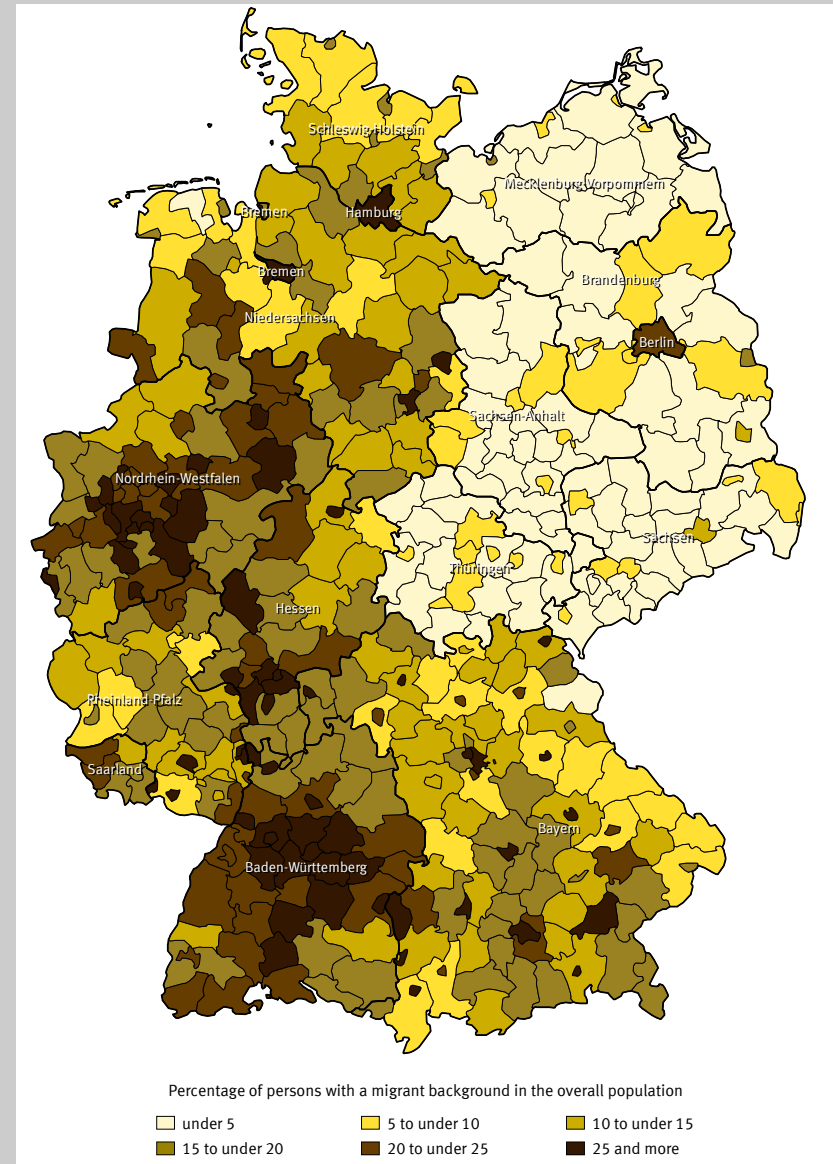 Schleswig-Holstein
Mecklenburg-Vorpommern
Bremen
Hamburg
Bremen
Brandenburg
Niedersachsen
Berlin
Sachsen-Anhalt
Nordrhein-Westfalen
Sachsen
Thüringen
Hessen
Rheinland-Pfalz
Saarland
Bayern
Baden-Württemberg
Percentage of persons with a migrant background in the overall population
under 5 5 to under 10 10 to under 15
15 to under 20 20 to under 25 25 and more